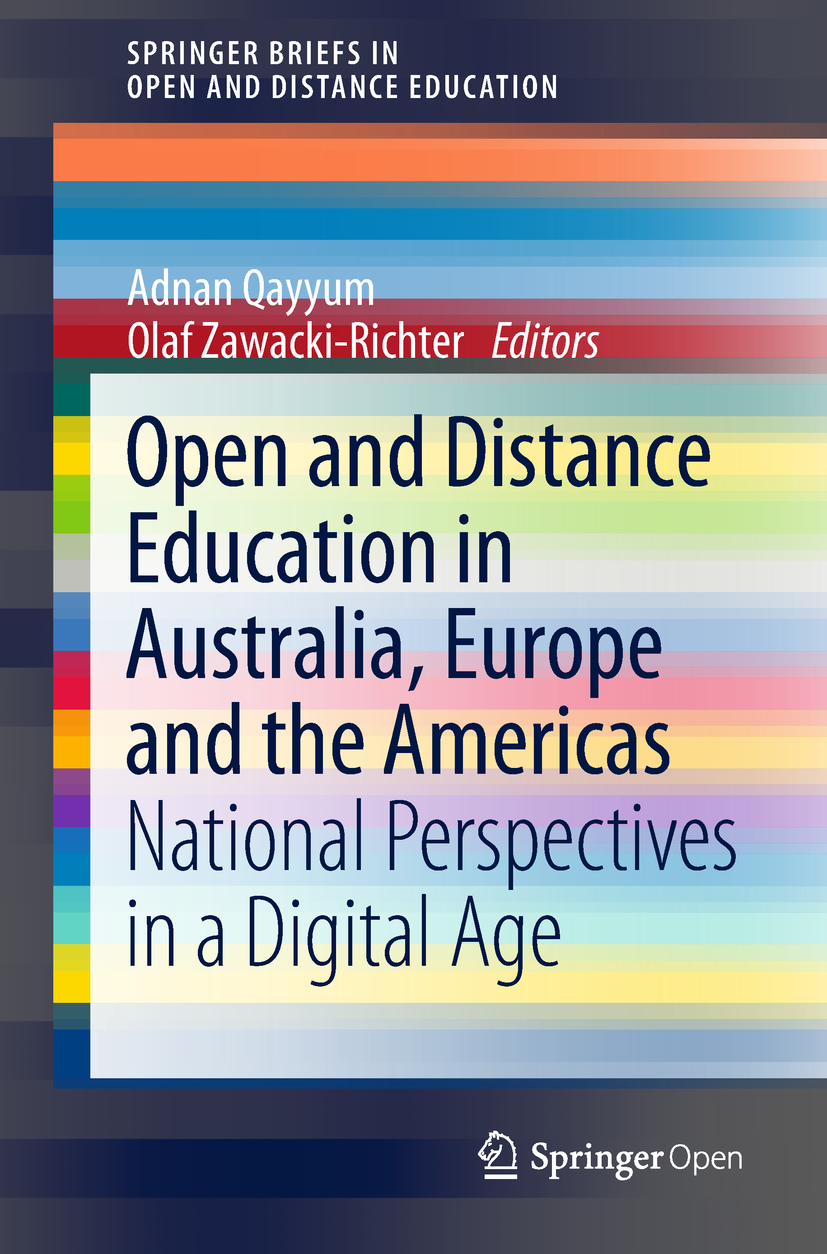 SPRINGER BRIEFS IN
OPEN AND DISTANCE EDUCATION
Adnan Qayyum
Olaf Zawacki-Richter Editors
Open and Distance
Education in
Australia, Europe
and the Americas
National Perspectives
in a Digital Age
Springer Open